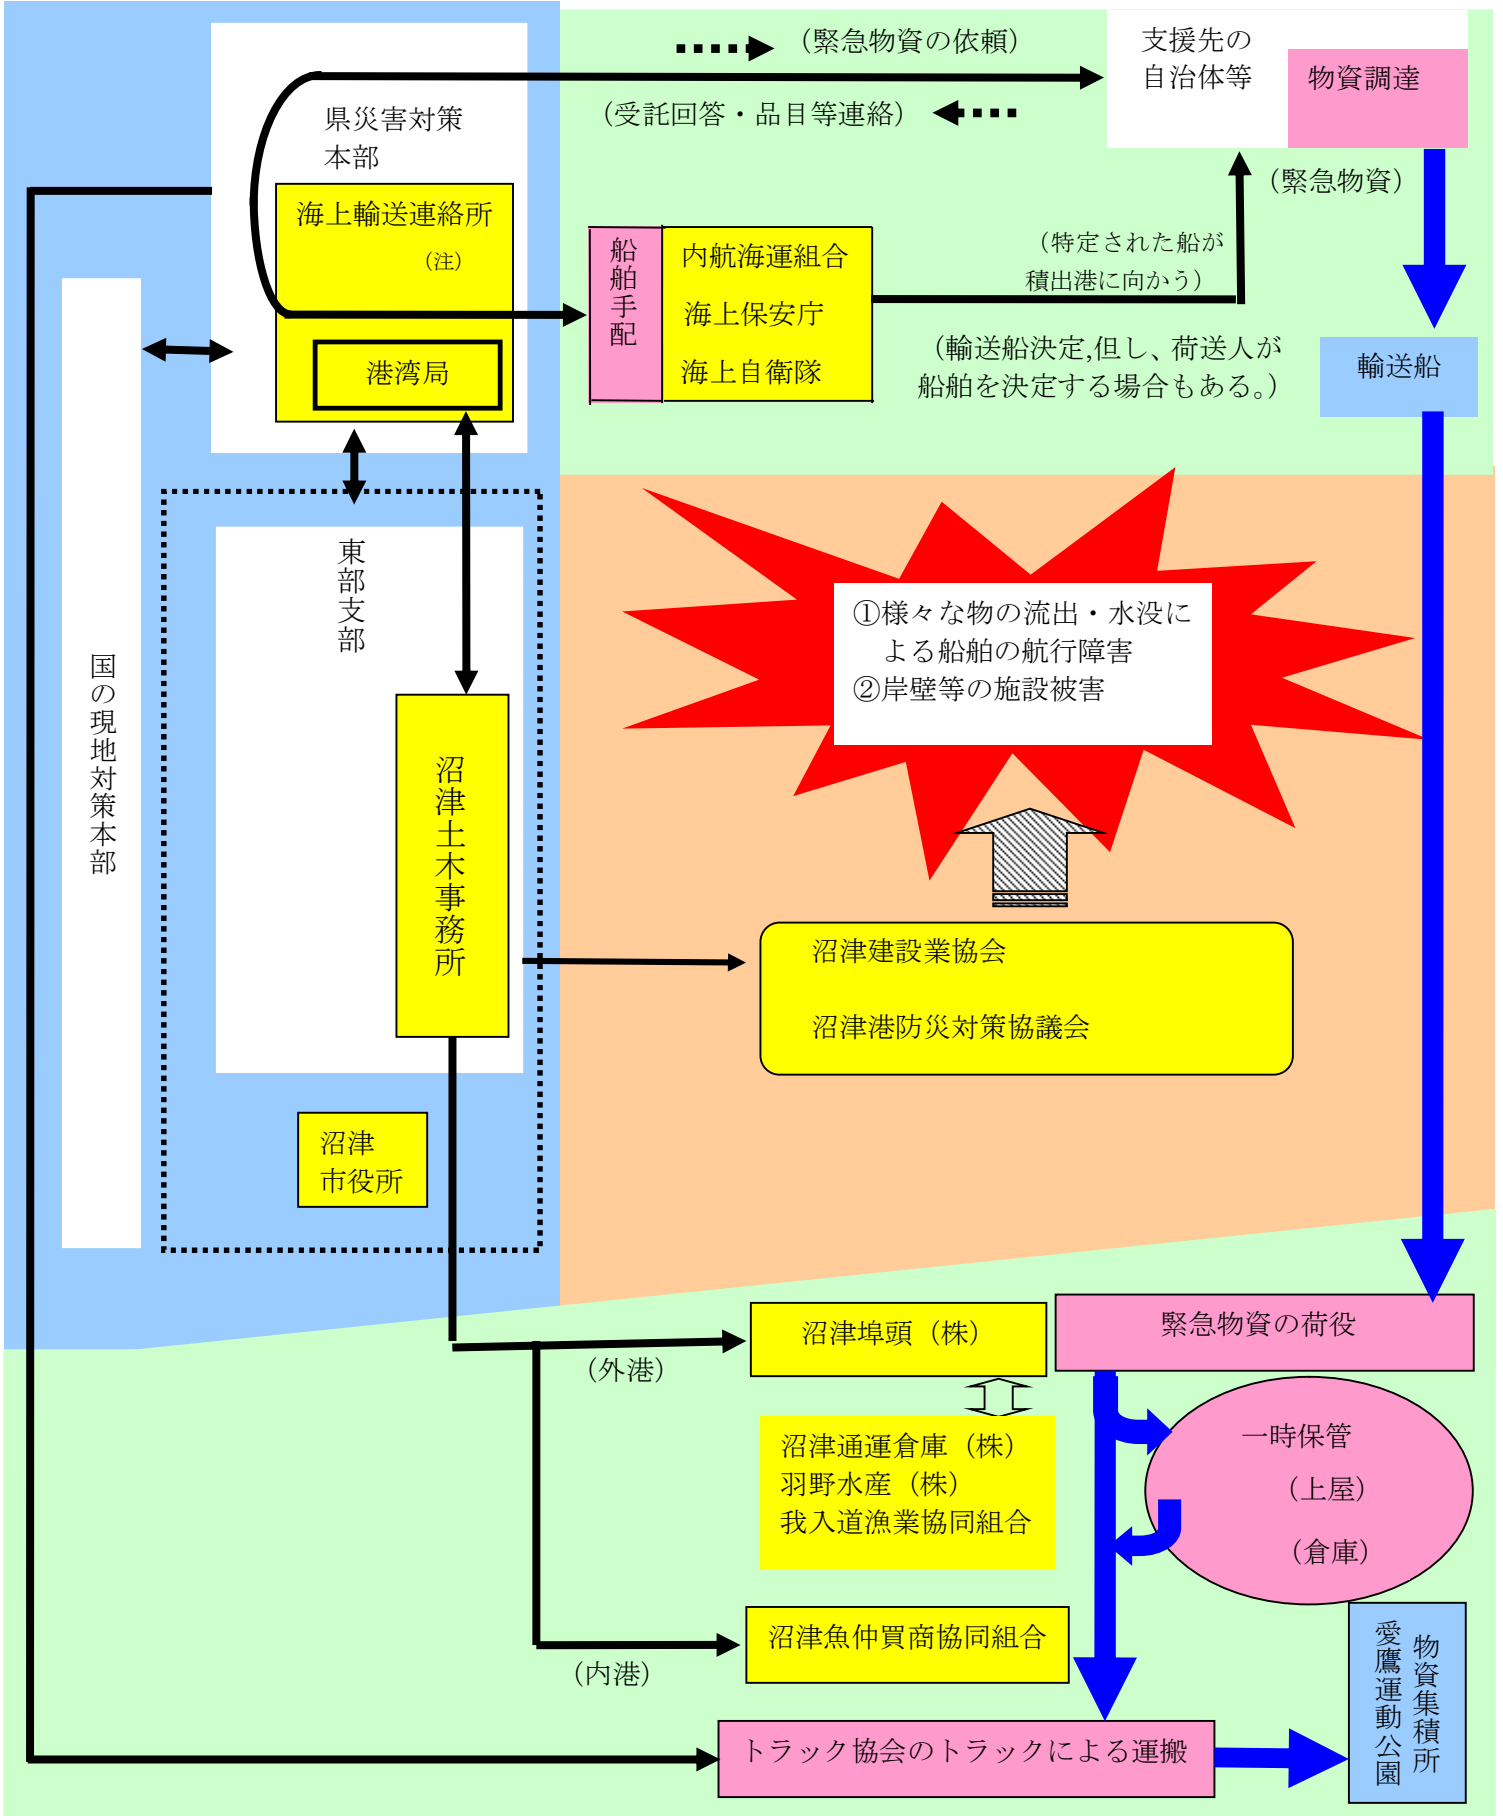 （緊急物資の依頼）
支援先の
自治体等
物資調達
（受託回答・品目等連絡）
県災害対策
本部
海上輸送連絡所
（注）
港湾局
船舶手配
内航海運組合
海上保安庁
海上自衛隊
（緊急物資）
（特定された船が
積出港に向かう）
（輸送船決定,但し、荷送人が
船舶を決定する場合もある。）
輸送船
国の現地対策本部
東部支部
沼津土木事務所
①様々な物の流出・水没に
よる船舶の航行障害
②岸壁等の施設被害
沼津建設業協会
沼津港防災対策協議会
沼津
市役所
沼津埠頭（株）
（外港）
緊急物資の荷役
沼津通運倉庫（株）
羽野水産（株）
我入道漁業協同組合
一時保管
（上屋）
（倉庫）
沼津魚仲買商協同組合
（内港）
トラック協会のトラックによる運搬
物資集積所
愛鷹運動公園